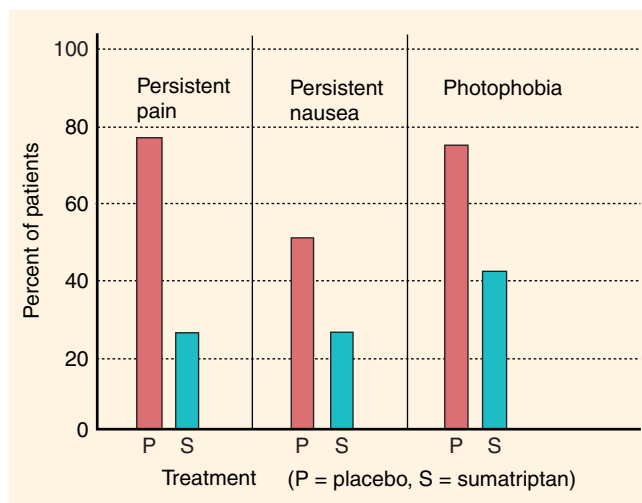 100
80
60
40
20
0
Percent of patients
Persistent
pain
Persistent
nausea
Photophobia
P S P S P S
Treatment (P = placebo, S = sumatriptan)